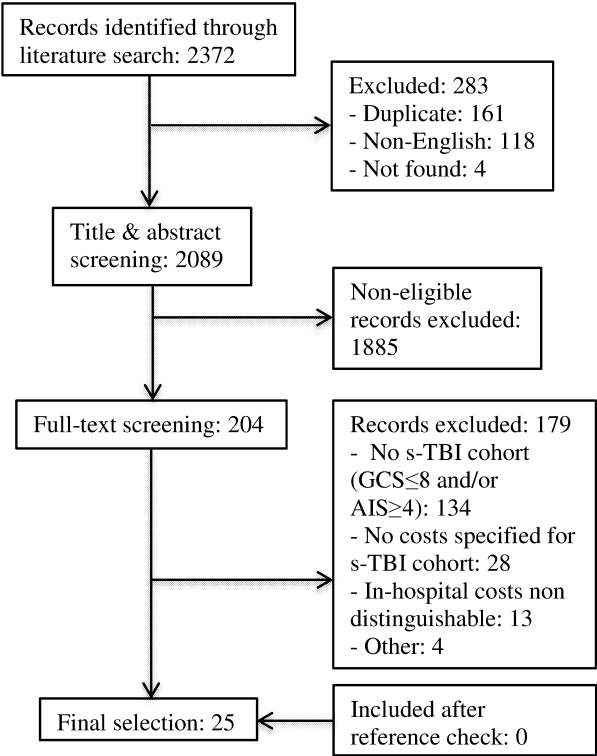 Records identified through
literature search: 2372
Excluded: 283
- Duplicate: 161
- Non-English: 118
- Not found: 4
Title & abstract
screening: 2089
Non-eligible
records excluded:
1885
Full-text screening: 204
Records excluded: 179
- No s-TBI cohort
(GCS≤8 and/or
AIS≥4): 134
- No costs specified for
s-TBI cohort: 28
- In-hospital costs non
distinguishable: 13
- Other: 4
Final selection: 25
Included after
reference check: 0